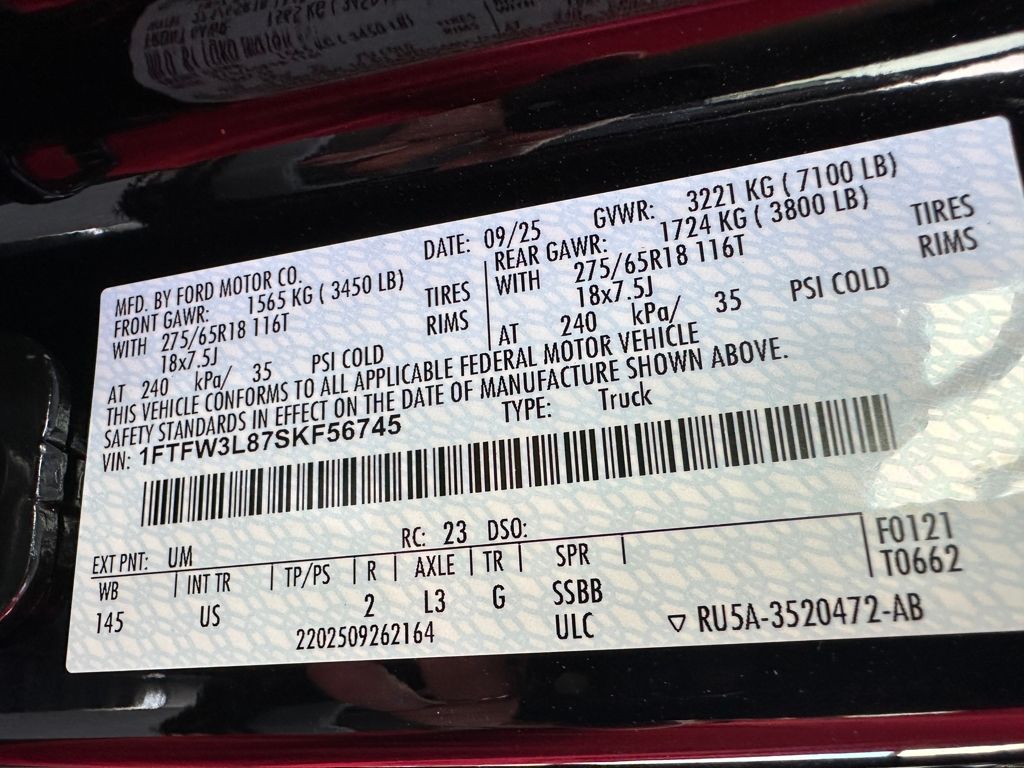 MFD. BY FORD MOTOR CO.
DATE: 09/25 GVWR: 3221 KG ( 7100 LB)
FRONT GAWR: 1565 KG ( 3450 LB)
REAR GAWR: 1724 KG ( 3800 LB)
WITH 275/65R18 116T TIRES
WITH 275/65R18 116T TIRES
18x7.5J RIMS
18x7.5J RIMS
AT 240 kPa/ 35 PSI COLD
AT 240 kPa/ 35 PSI COLD
THIS VEHICLE CONFORMS TO ALL APPLICABLE FEDERAL MOTOR VEHICLE
SAFETY STANDARDS IN EFFECT ON THE DATE OF MANUFACTURE SHOWN ABOVE.
VIN: 1FTFW3L87SKF56745 TYPE: Truck
EXT PNT: UM RC: 23 DSO:
F0121
T0662
WB | INT TR | TP/PS | R | AXLE | TR | SPR |
145 US 2 L3 G SSBB
2202509262164 ULC ▽ RU5A-3520472-AB